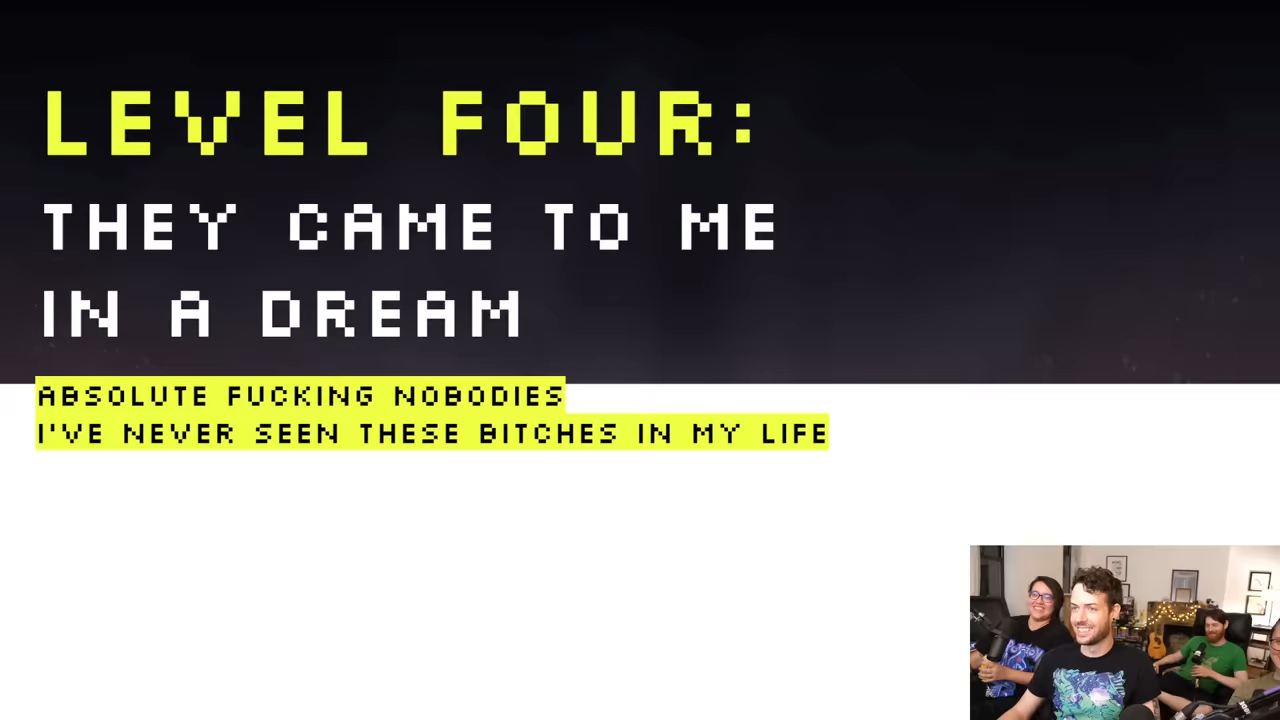 LEVEL FOUR:
THEY CAME TO ME
IN A DREAM
ABSOLUTE FUCKING NOBODIES
I'VE NEVER SEEN THESE BITCHES IN MY LIFE